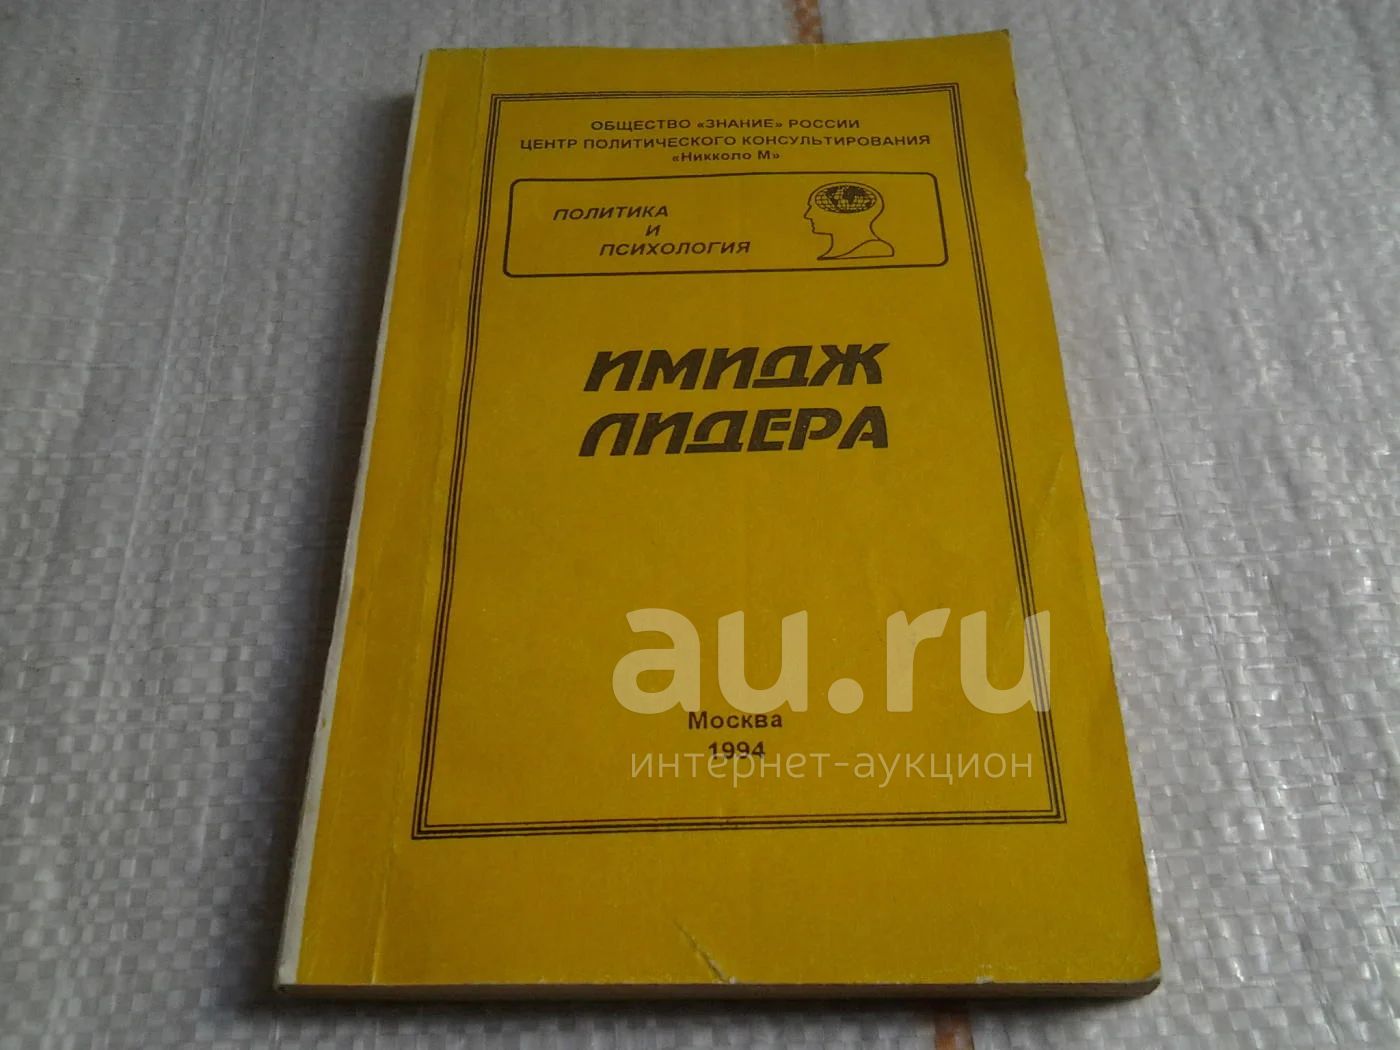 ОБЩЕСТВО «ЗНАНИЕ» РОССИИ
ЦЕНТР ПОЛИТИЧЕСКОГО КОНСУЛЬТИРОВАНИЯ
«Никколо М»
ПОЛИТИКА
И
ПСИХОЛОГИЯ
ИМИДЖ
ЛИДЕРА
au.ru
Москва
1994
интернет-аукцион